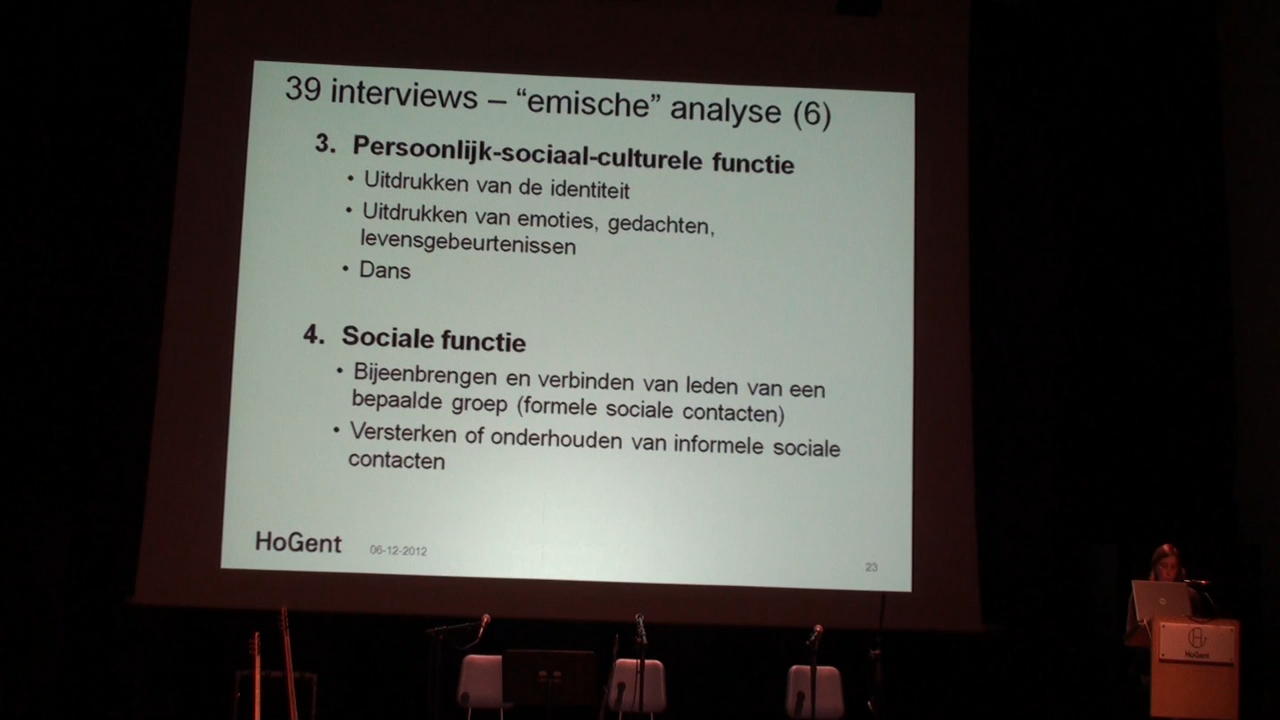 39 interviews – “emische” analyse (6)
3. Persoonlijk-sociaal-culturele functie
• Uitdrukken van de identiteit
• Uitdrukken van emoties, gedachten,
levensgebeurtenissen
• Dans
4. Sociale functie
• Bijeenbrengen en verbinden van leden van een
bepaalde groep (formele sociale contacten)
• Versterken of onderhouden van informele sociale
contacten
HoGent 06-12-2012
23
HoGent